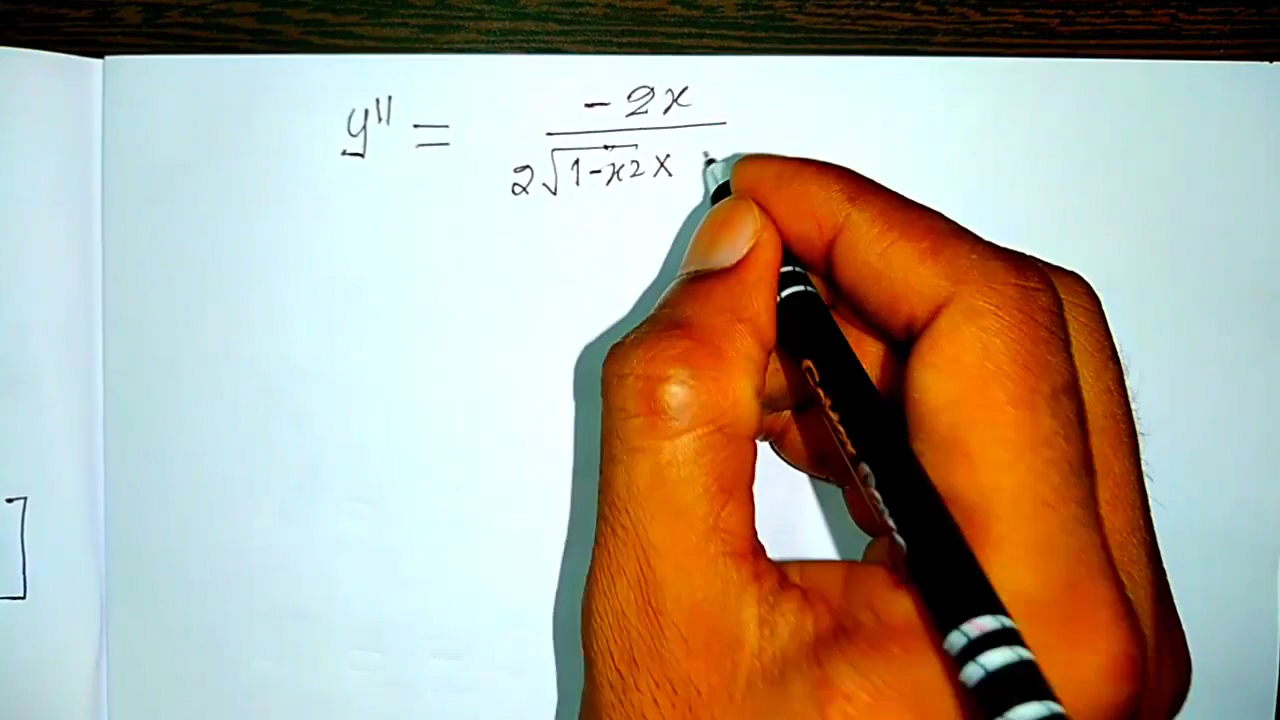 y'' = -2x
2√1-x2 x